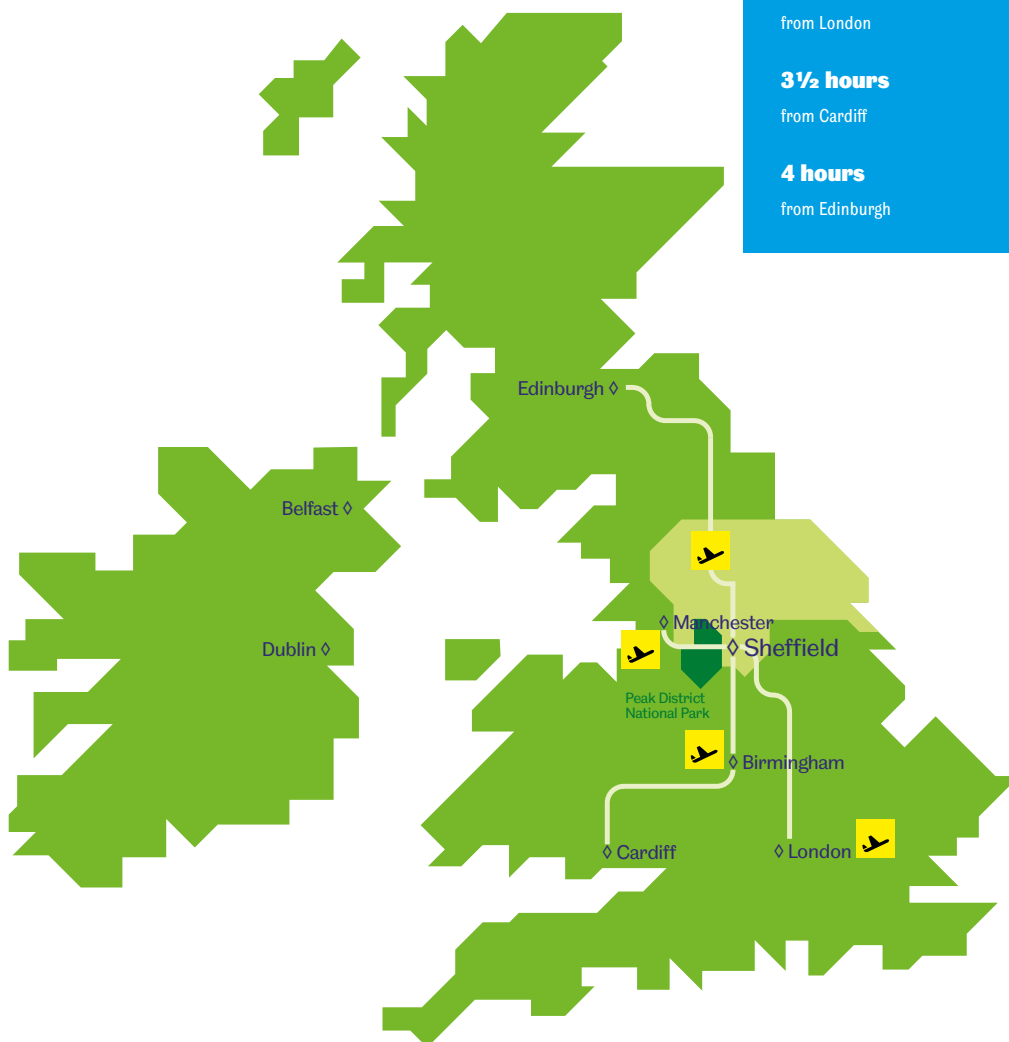 from London
3½ hours
from Cardiff
4 hours
from Edinburgh
Edinburgh
Belfast
Manchester
Dublin
Sheffield
Peak District
National Park
Birmingham
Cardiff
London